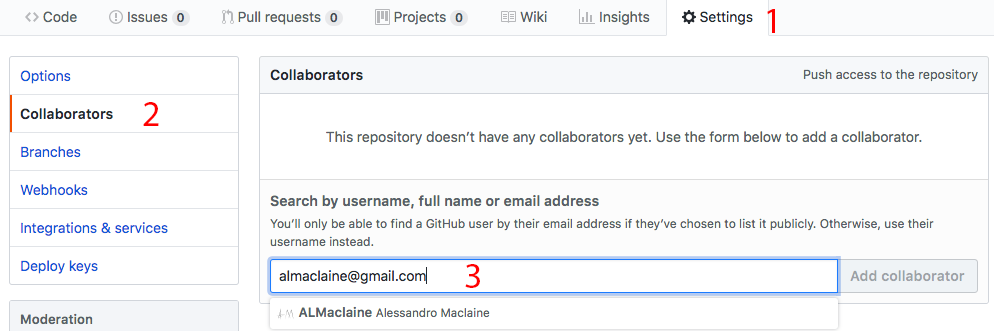 Code Issues 0 Pull requests 0 Projects 0 Wiki Insights Settings 1
Options
Collaborators 2
Branches
Webhooks
Integrations & services
Deploy keys
Moderation
Collaborators Push access to the repository
This repository doesn’t have any collaborators yet. Use the form below to add a collaborator.
Search by username, full name or email address
You’ll only be able to find a GitHub user by their email address if they’ve chosen to list it publicly. Otherwise, use their
username instead.
almaclaine@gmail.com 3 Add collaborator
ALMaclaine Alessandro Maclaine